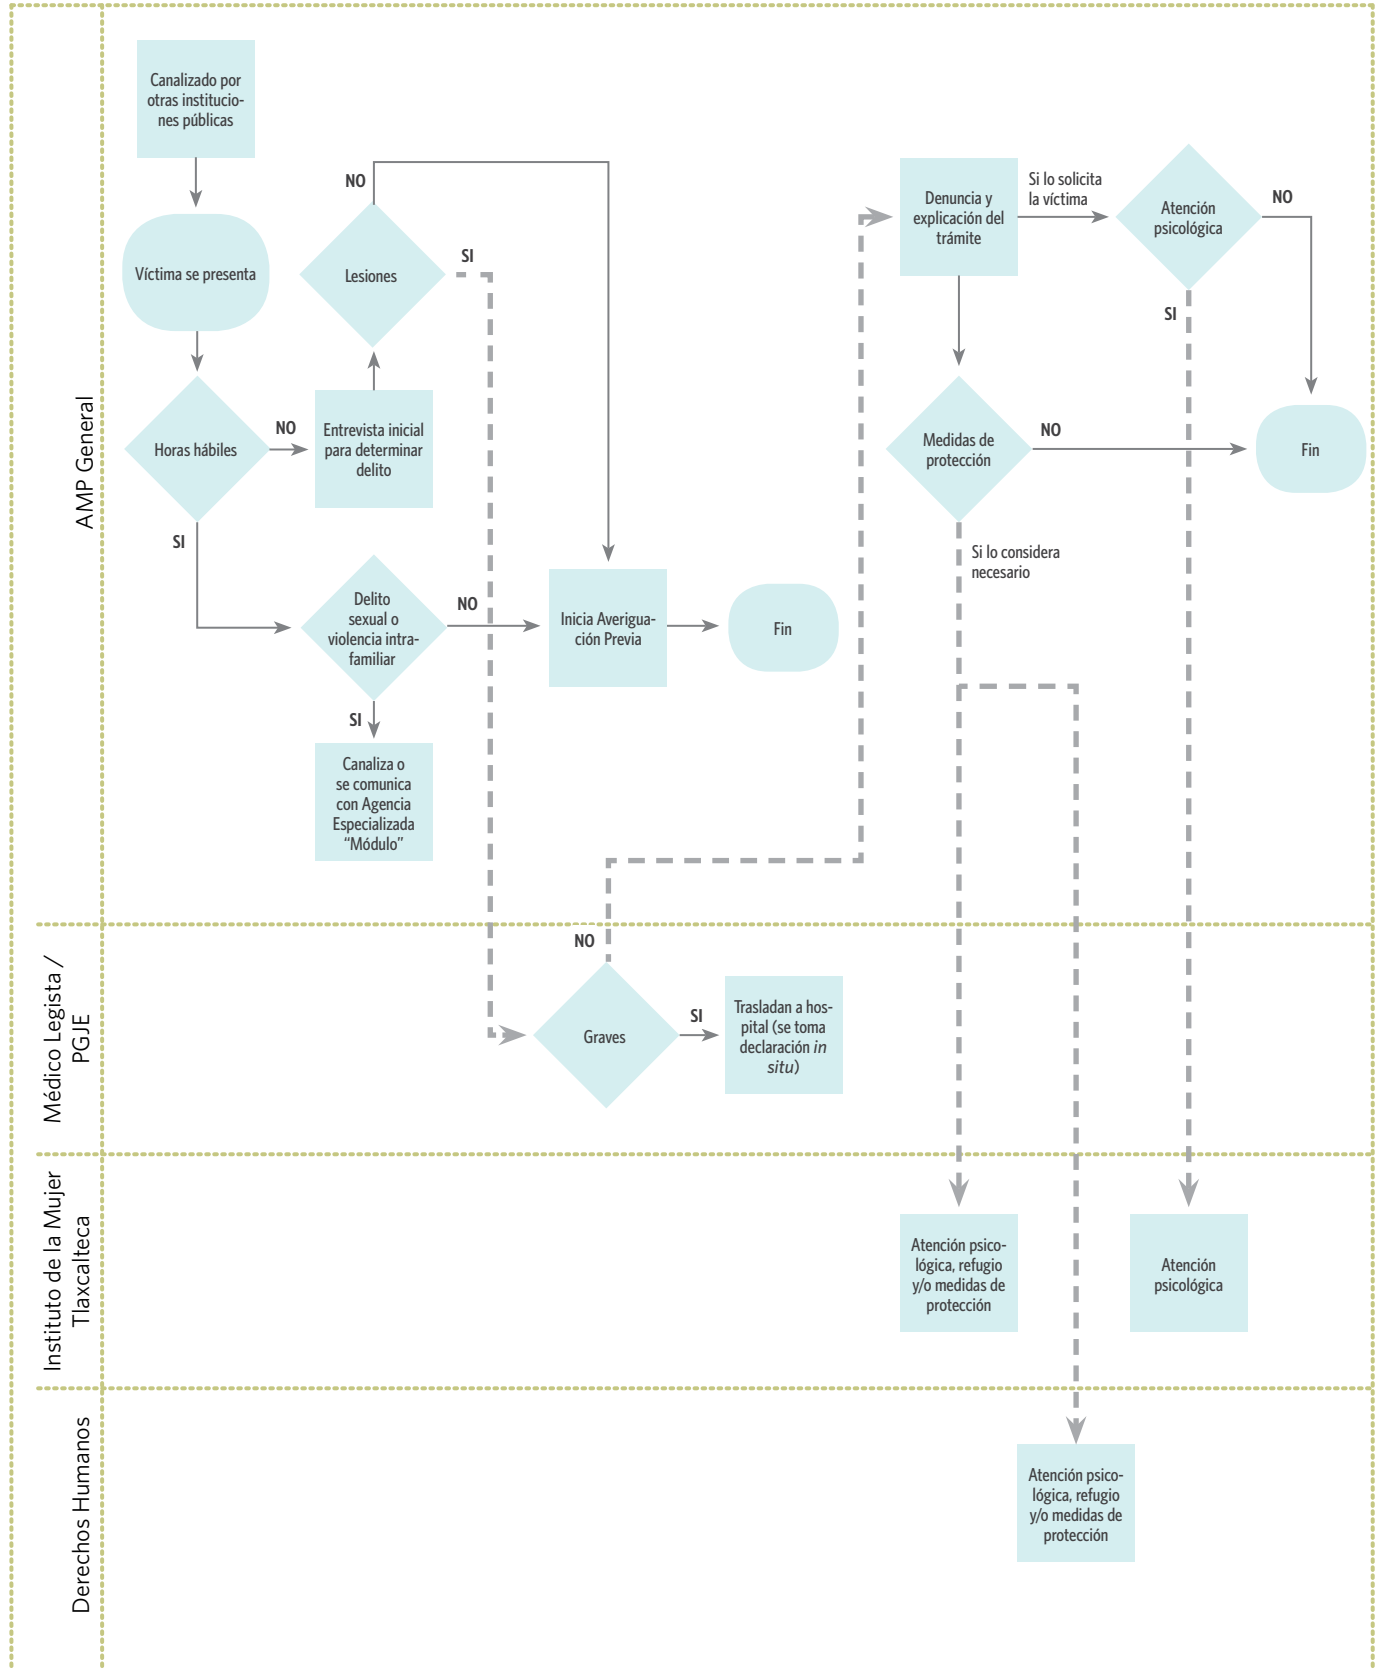 AMP General
Canalizado por
otras institucio-
nes públicas
Víctima se presenta
Horas hábiles
NO
SI
Entrevista inicial
para determinar
delito
Lesiones
NO
SI
Delito
sexual o
violencia intra-
familiar
NO
SI
Canaliza o
se comunica
con Agencia
Especializada
“Módulo”
Inicia Averigua-
ción Previa
Fin
Denuncia y
explicación del
trámite
Si lo solicita
la víctima
Atención
psicológica
NO
SI
Medidas de
protección
NO
Fin
Si lo considera
necesario
Médico Legista /
PGJE
NO
Graves
SI
Trasladan a hos-
pital (se toma
declaración in
situ)
Instituto de la Mujer
Tlaxcalteca
Atención psico-
lógica, refugio
y/o medidas de
protección
Atención
psicológica
Derechos Humanos
Atención psico-
lógica, refugio
y/o medidas de
protección